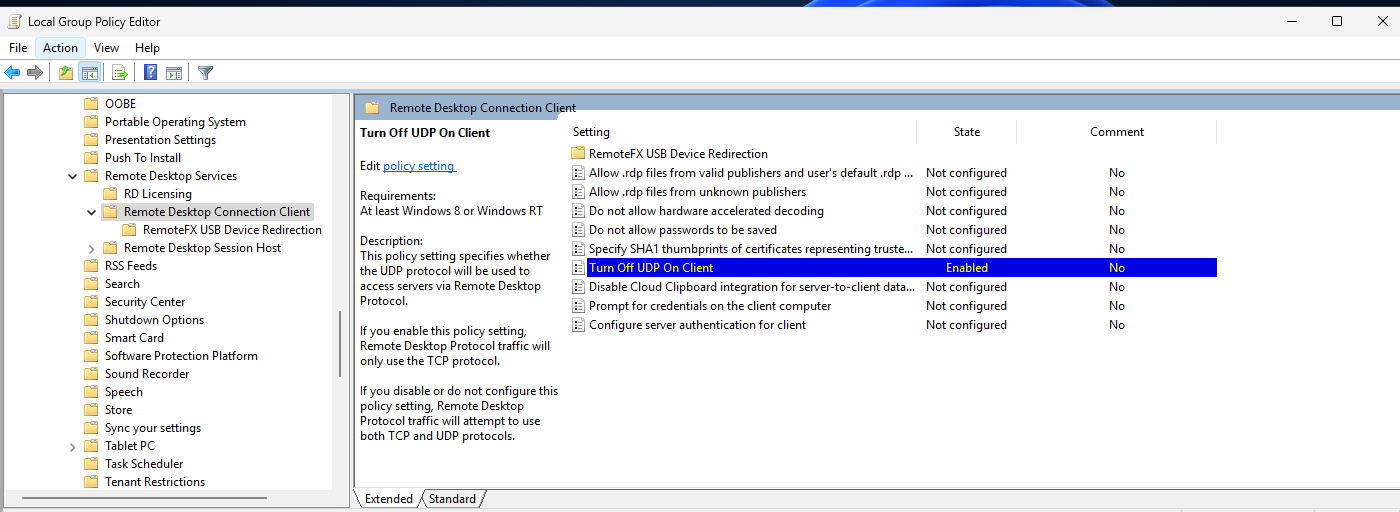 Local Group Policy Editor
File Action View Help
OOBE
Portable Operating System
Presentation Settings
Push To Install
Remote Desktop Services
RD Licensing
Remote Desktop Connection Client
RemoteFX USB Device Redirection
Remote Desktop Session Host
RSS Feeds
Search
Security Center
Shutdown Options
Smart Card
Software Protection Platform
Sound Recorder
Speech
Store
Sync your settings
Tablet PC
Task Scheduler
Tenant Restrictions
Remote Desktop Connection Client
Turn Off UDP On Client
Edit policy setting
Requirements:
At least Windows 8 or Windows RT
Description:
This policy setting specifies whether
the UDP protocol will be used to
access servers via Remote Desktop
Protocol.
If you enable this policy setting,
Remote Desktop Protocol traffic will
only use the TCP protocol.
If you disable or do not configure this
policy setting, Remote Desktop
Protocol traffic will attempt to use
both TCP and UDP protocols.
Setting State Comment
RemoteFX USB Device Redirection
Allow .rdp files from valid publishers and user's default .rdp ... Not configured No
Allow .rdp files from unknown publishers Not configured No
Do not allow hardware accelerated decoding Not configured No
Do not allow passwords to be saved Not configured No
Specify SHA1 thumbprints of certificates representing truste... Not configured No
Turn Off UDP On Client Enabled No
Disable Cloud Clipboard integration for server-to-client data... Not configured No
Prompt for credentials on the client computer Not configured No
Configure server authentication for client Not configured No
Extended Standard